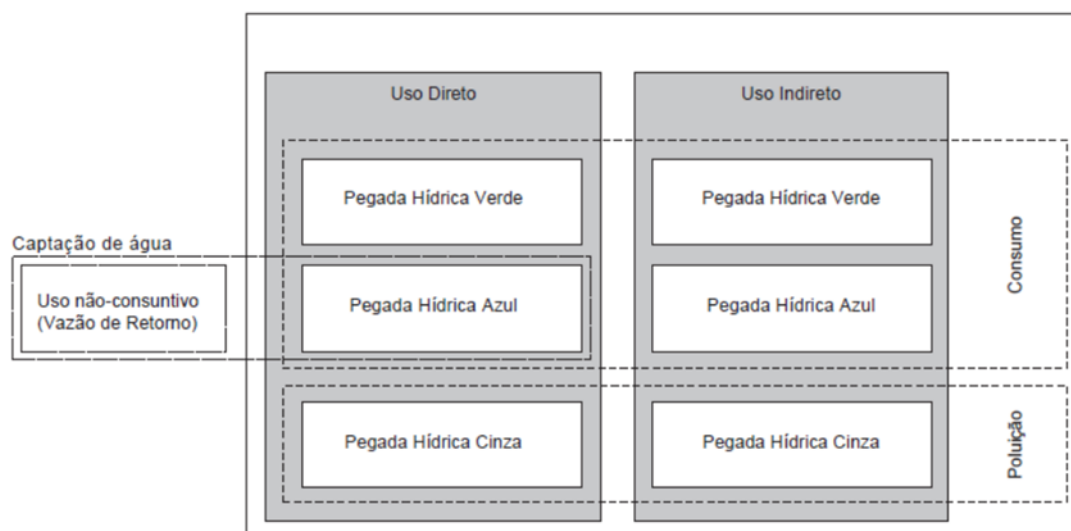 Uso Direto
Uso Indireto
Pegada Hídrica Verde
Pegada Hídrica Verde
Captação de água
Uso não-consuntivo
(Vazão de Retorno)
Pegada Hídrica Azul
Pegada Hídrica Azul
Consumo
Pegada Hídrica Cinza
Pegada Hídrica Cinza
Poluição